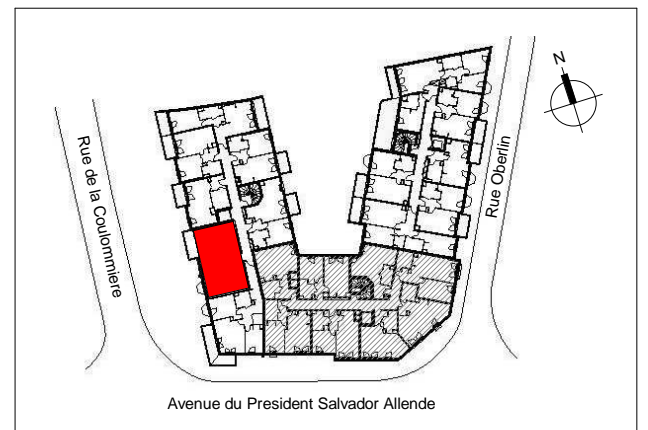 N
Rue de la Coulommiere
Rue Oberlin
Avenue du President Salvador Allende